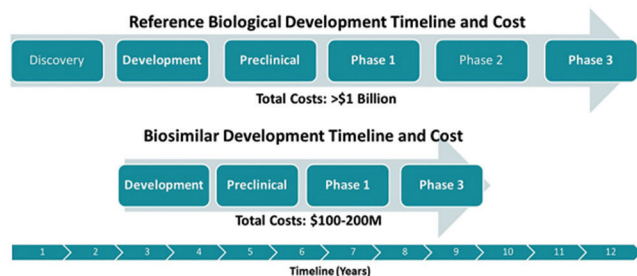 Reference Biological Development Timeline and Cost
Discovery Development Preclinical Phase 1 Phase 2 Phase 3
Total Costs: >$1 Billion
Biosimilar Development Timeline and Cost
Development Preclinical Phase 1 Phase 3
Total Costs: $100-200M
1 2 3 4 5 6 7 8 9 10 11 12
Timeline (Years)